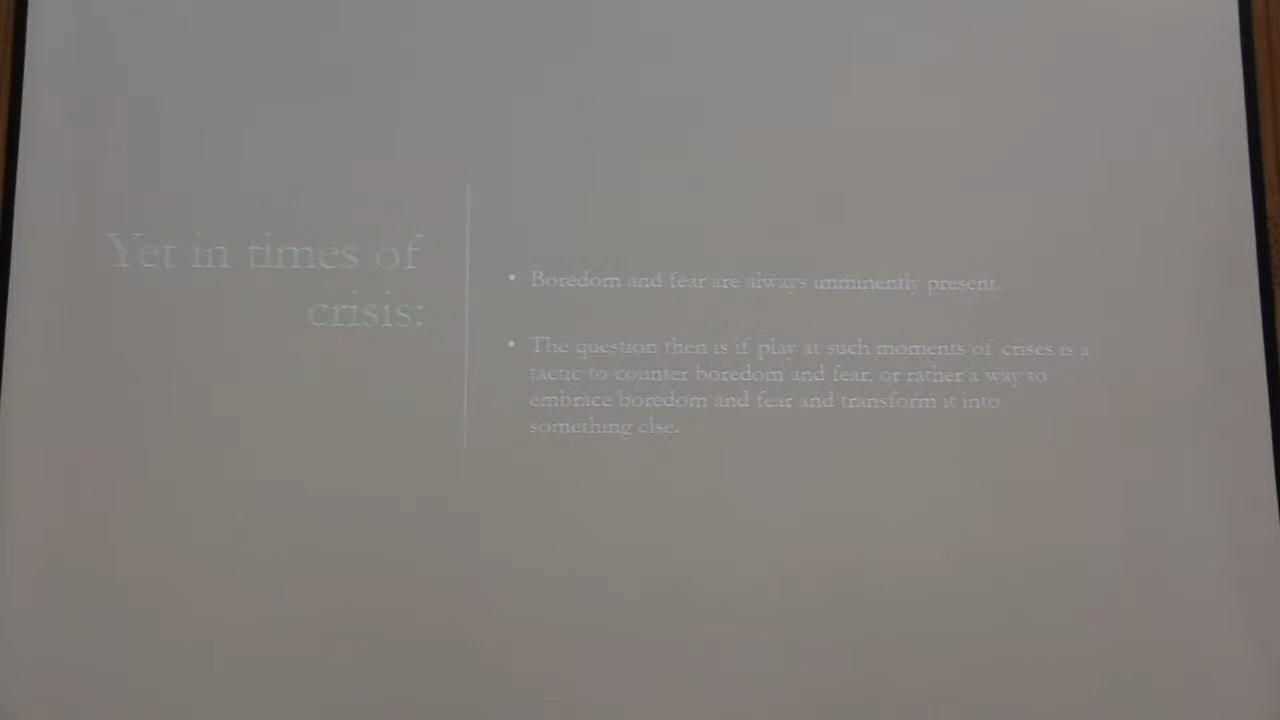 Yet in times of
crisis:
• Boredom and fear are always imminently present.
• The question then is if play at such moments of crises is a
tactic to counter boredom and fear, or rather a way to
embrace boredom and fear and transform it into
something else.